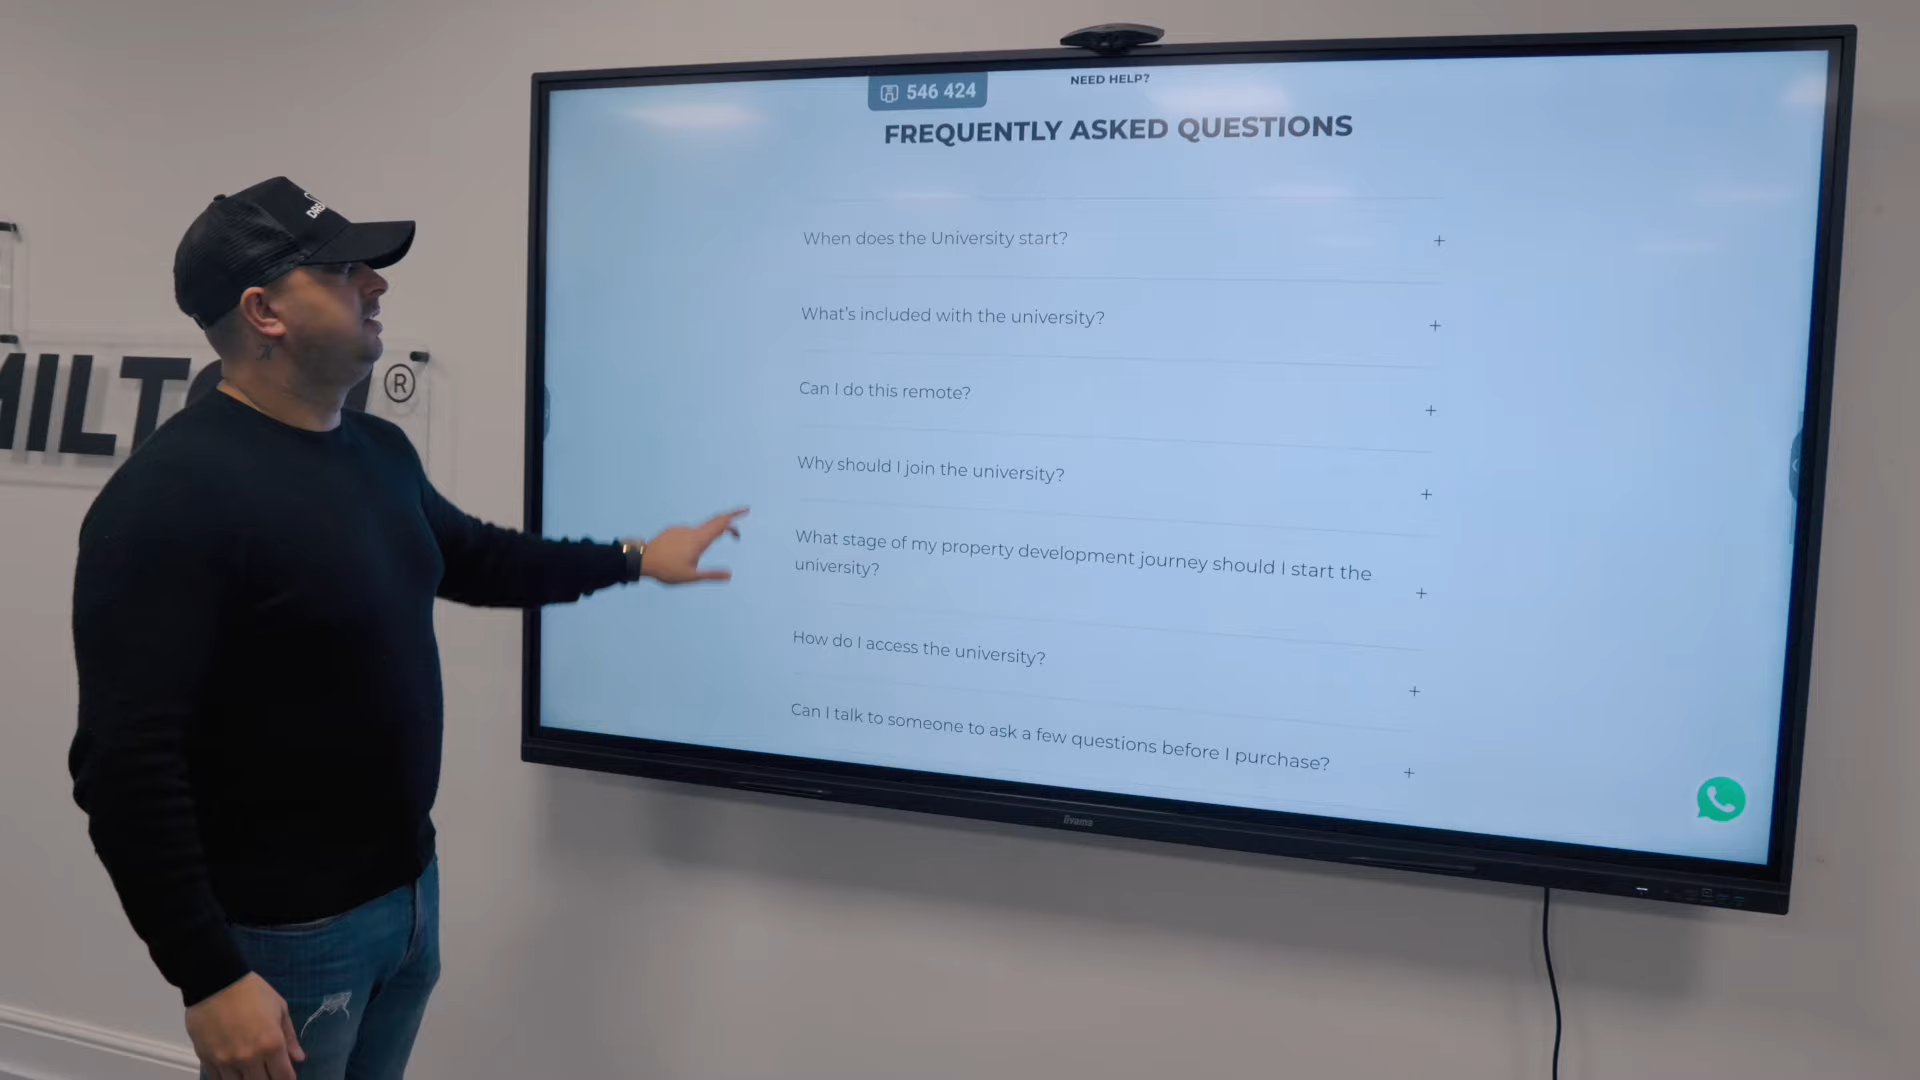 546 424
NEED HELP?
FREQUENTLY ASKED QUESTIONS
When does the University start?
+
What's included with the university?
+
Can I do this remote?
+
Why should I join the university?
+
What stage of my property development journey should I start the
university?
+
How do I access the university?
+
Can I talk to someone to ask a few questions before I purchase?
+
iiyama
®